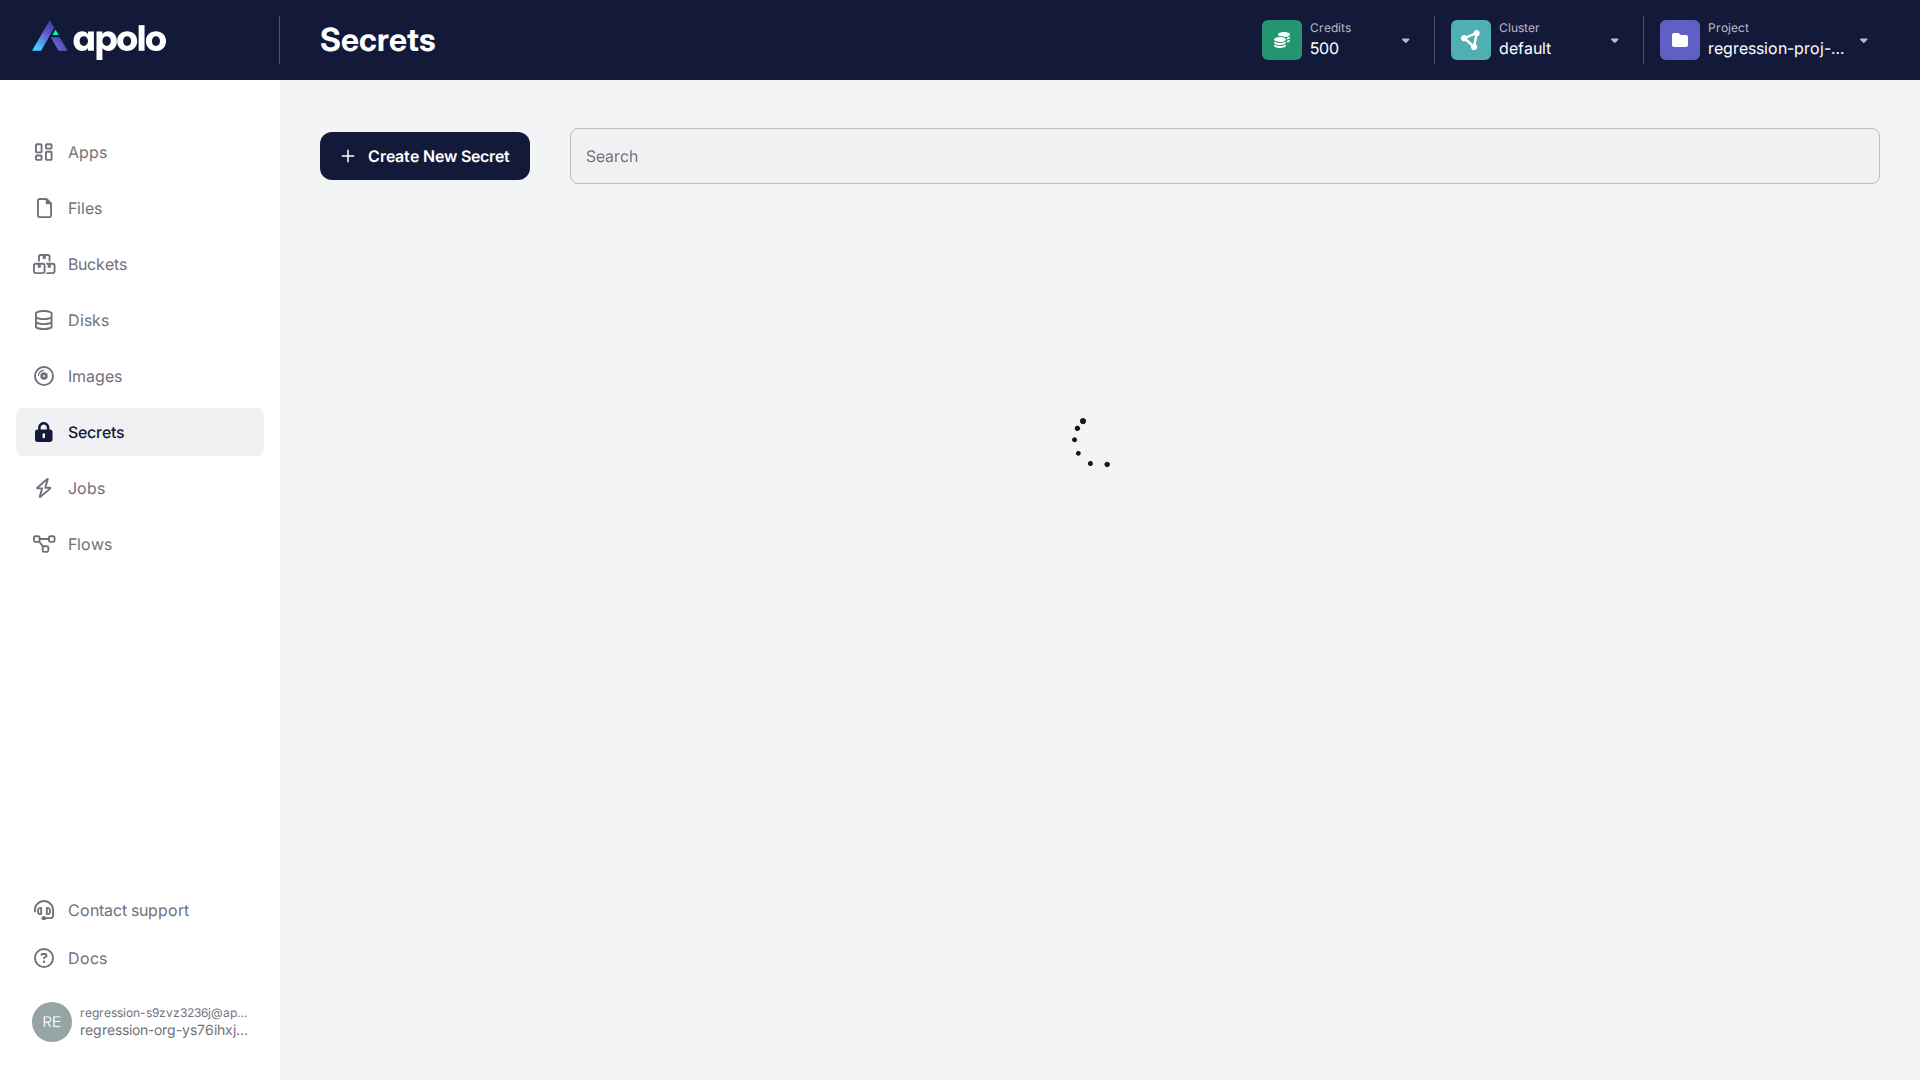 apolo
Secrets
Credits
500
Cluster
default
Project
regression-proj-...
Apps
Files
Buckets
Disks
Images
Secrets
Jobs
Flows
Create New Secret
Search
Contact support
Docs
RE
regression-s9zvz3236j@ap...
regression-org-ys76ihxj...